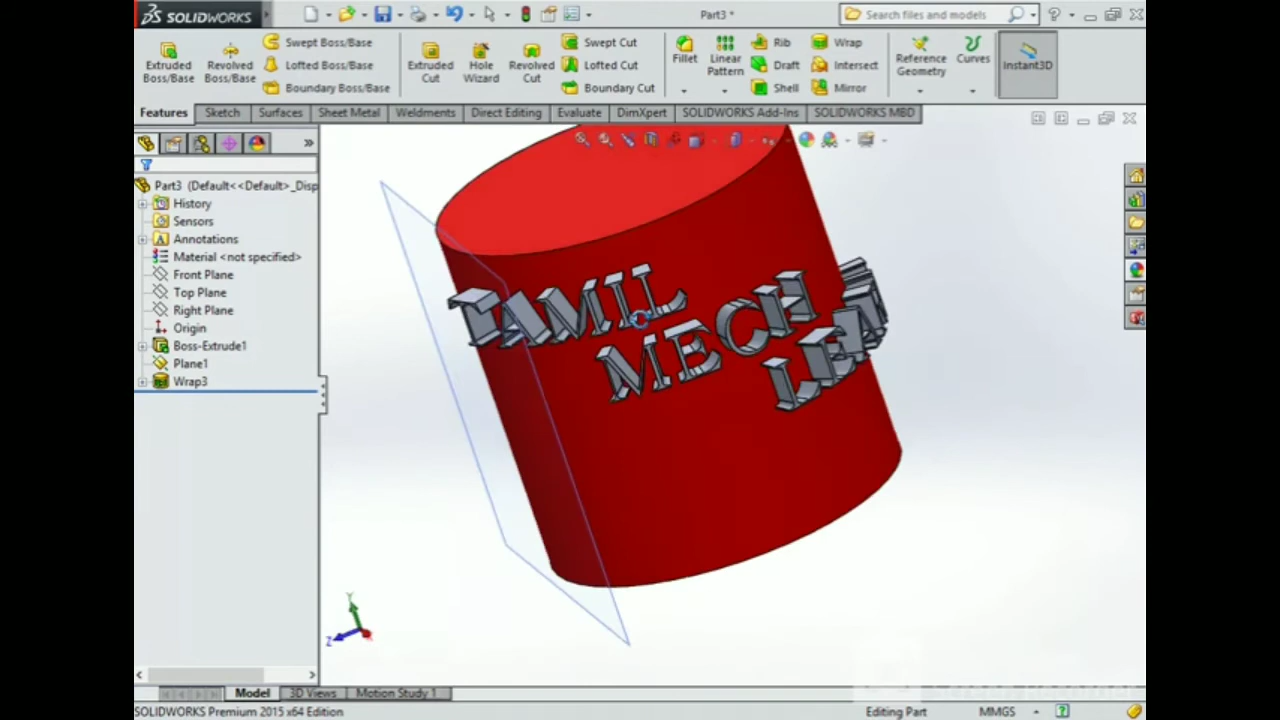 SOLIDWORKS
Part3 *
Search files and models
Extruded Boss/Base
Revolved Boss/Base
Swept Boss/Base
Lofted Boss/Base
Boundary Boss/Base
Extruded Cut
Hole Wizard
Revolved Cut
Swept Cut
Lofted Cut
Boundary Cut
Fillet
Linear Pattern
Rib
Draft
Shell
Wrap
Intersect
Mirror
Reference Geometry
Curves
Instant3D
Features Sketch Surfaces Sheet Metal Weldments Direct Editing Evaluate DimXpert SOLIDWORKS Add-Ins SOLIDWORKS MBD
Part3 (Default<<Default>_Disp
History
Sensors
Annotations
Material <not specified>
Front Plane
Top Plane
Right Plane
Origin
Boss-Extrude1
Plane1
Wrap3
TAMIL
MECH
Y
Z
Model 3D Views Motion Study 1
SOLIDWORKS Premium 2015 x64 Edition
Editing Part
MMGS